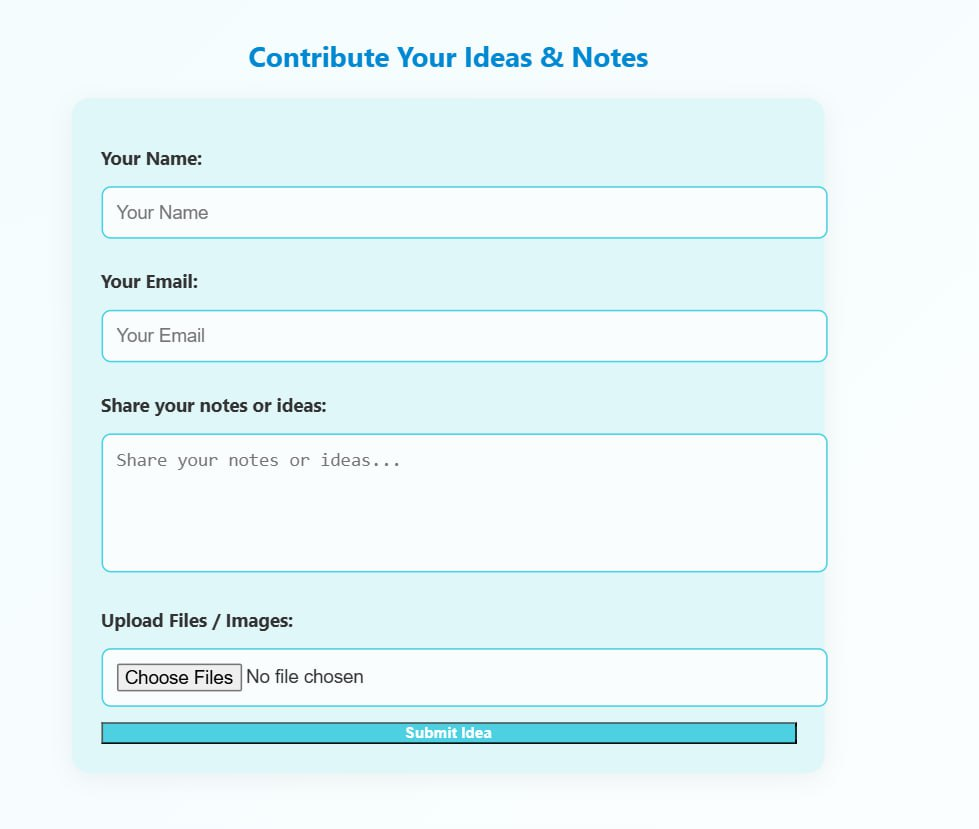 Contribute Your Ideas & Notes
Your Name:
Your Name
Your Email:
Your Email
Share your notes or ideas:
Share your notes or ideas...
Upload Files / Images:
Choose Files No file chosen
Submit Idea